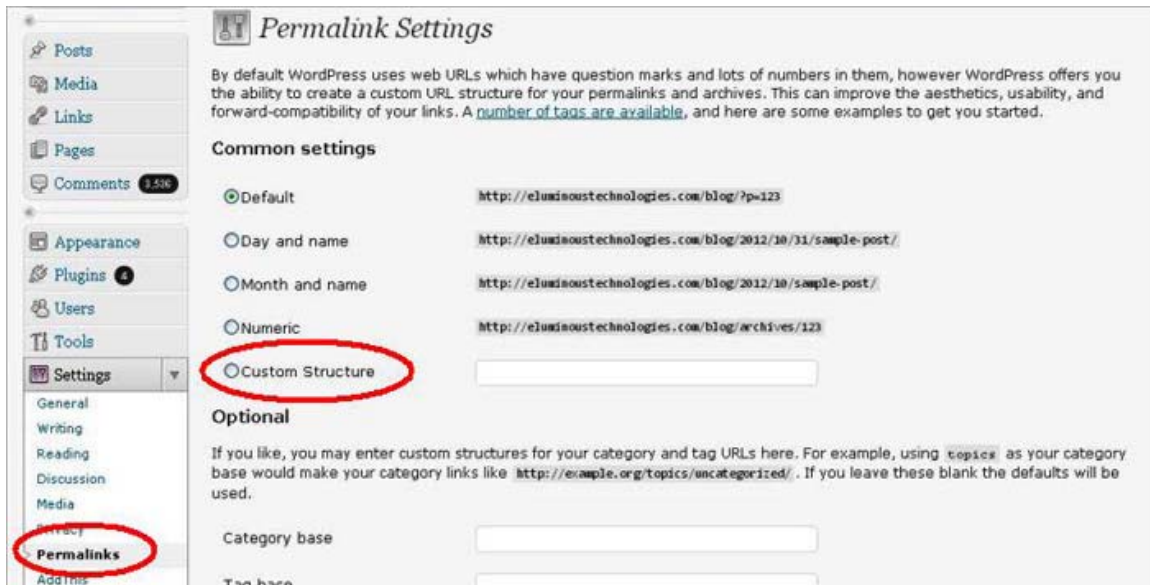 Posts
Media
Links
Pages
Comments 3,536
Appearance
Plugins 4
Users
Tools
Settings
General
Writing
Reading
Discussion
Media
Privacy
Permalinks
AddThis
Permalink Settings
By default WordPress uses web URLs which have question marks and lots of numbers in them, however WordPress offers you
the ability to create a custom URL structure for your permalinks and archives. This can improve the aesthetics, usability, and
forward-compatibility of your links. A number of tags are available, and here are some examples to get you started.
Common settings
Default http://eluminoustechnologies.com/blog/?p=123
Day and name http://eluminoustechnologies.com/blog/2012/10/31/sample-post/
Month and name http://eluminoustechnologies.com/blog/2012/10/sample-post/
Numeric http://eluminoustechnologies.com/blog/archives/123
Custom Structure
Optional
If you like, you may enter custom structures for your category and tag URLs here. For example, using topics as your category
base would make your category links like http://example.org/topics/uncategorized/ . If you leave these blank the defaults will be
used.
Category base
Tag base